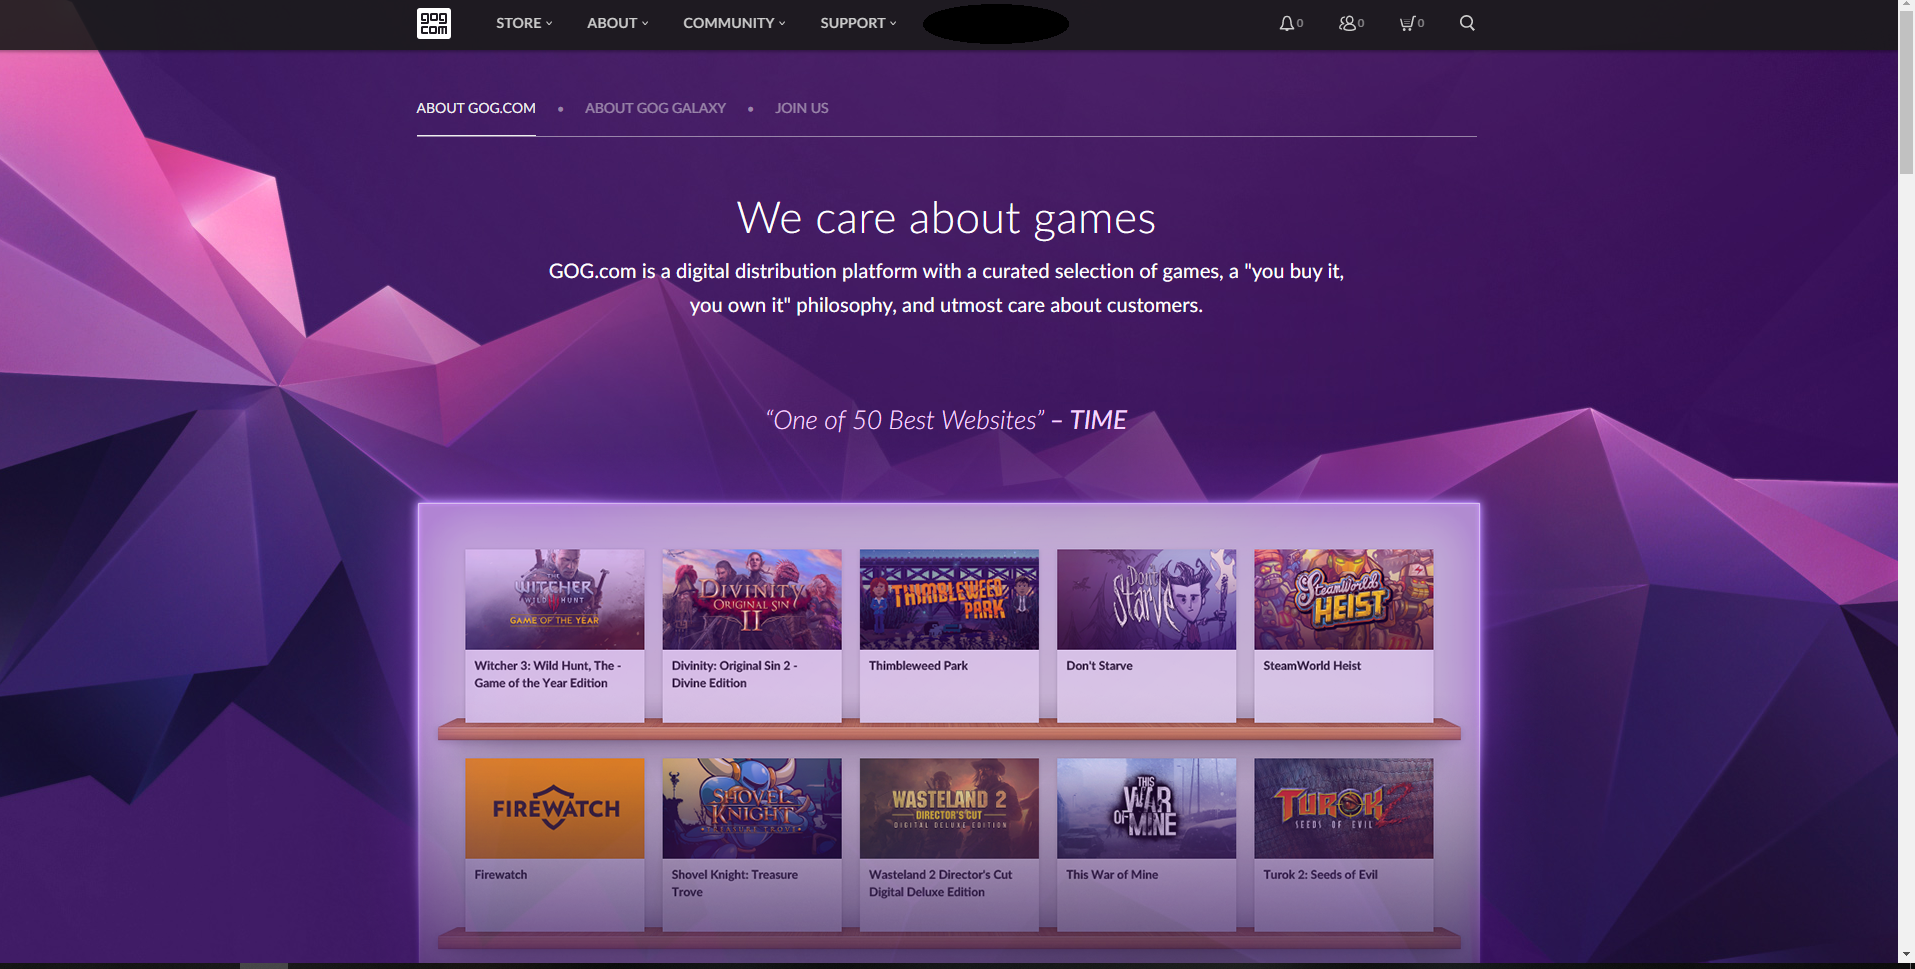 gog
com
STORE
ABOUT
COMMUNITY
SUPPORT
0
0
0
ABOUT GOG.COM • ABOUT GOG GALAXY • JOIN US
We care about games
GOG.com is a digital distribution platform with a curated selection of games, a "you buy it,
you own it" philosophy, and utmost care about customers.
“One of 50 Best Websites” – TIME
THE
WITCHER
WILD HUNT
GAME OF THE YEAR
DIVINITY
ORIGINAL SIN
II
THIMBLEWEED
PARK
Don't
Starve
SteamWorld
HEIST
Witcher 3: Wild Hunt, The -
Game of the Year Edition
Divinity: Original Sin 2 -
Divine Edition
Thimbleweed Park
Don't Starve
SteamWorld Heist
FIREWATCH
SHOVEL
KNIGHT
TREASURE TROVE
WASTELAND 2
DIRECTOR'S CUT
DIGITAL DELUXE EDITION
THIS
WAR
OF MINE
TUROK 2
SEEDS OF EVIL
Firewatch
Shovel Knight: Treasure
Trove
Wasteland 2 Director's Cut
Digital Deluxe Edition
This War of Mine
Turok 2: Seeds of Evil